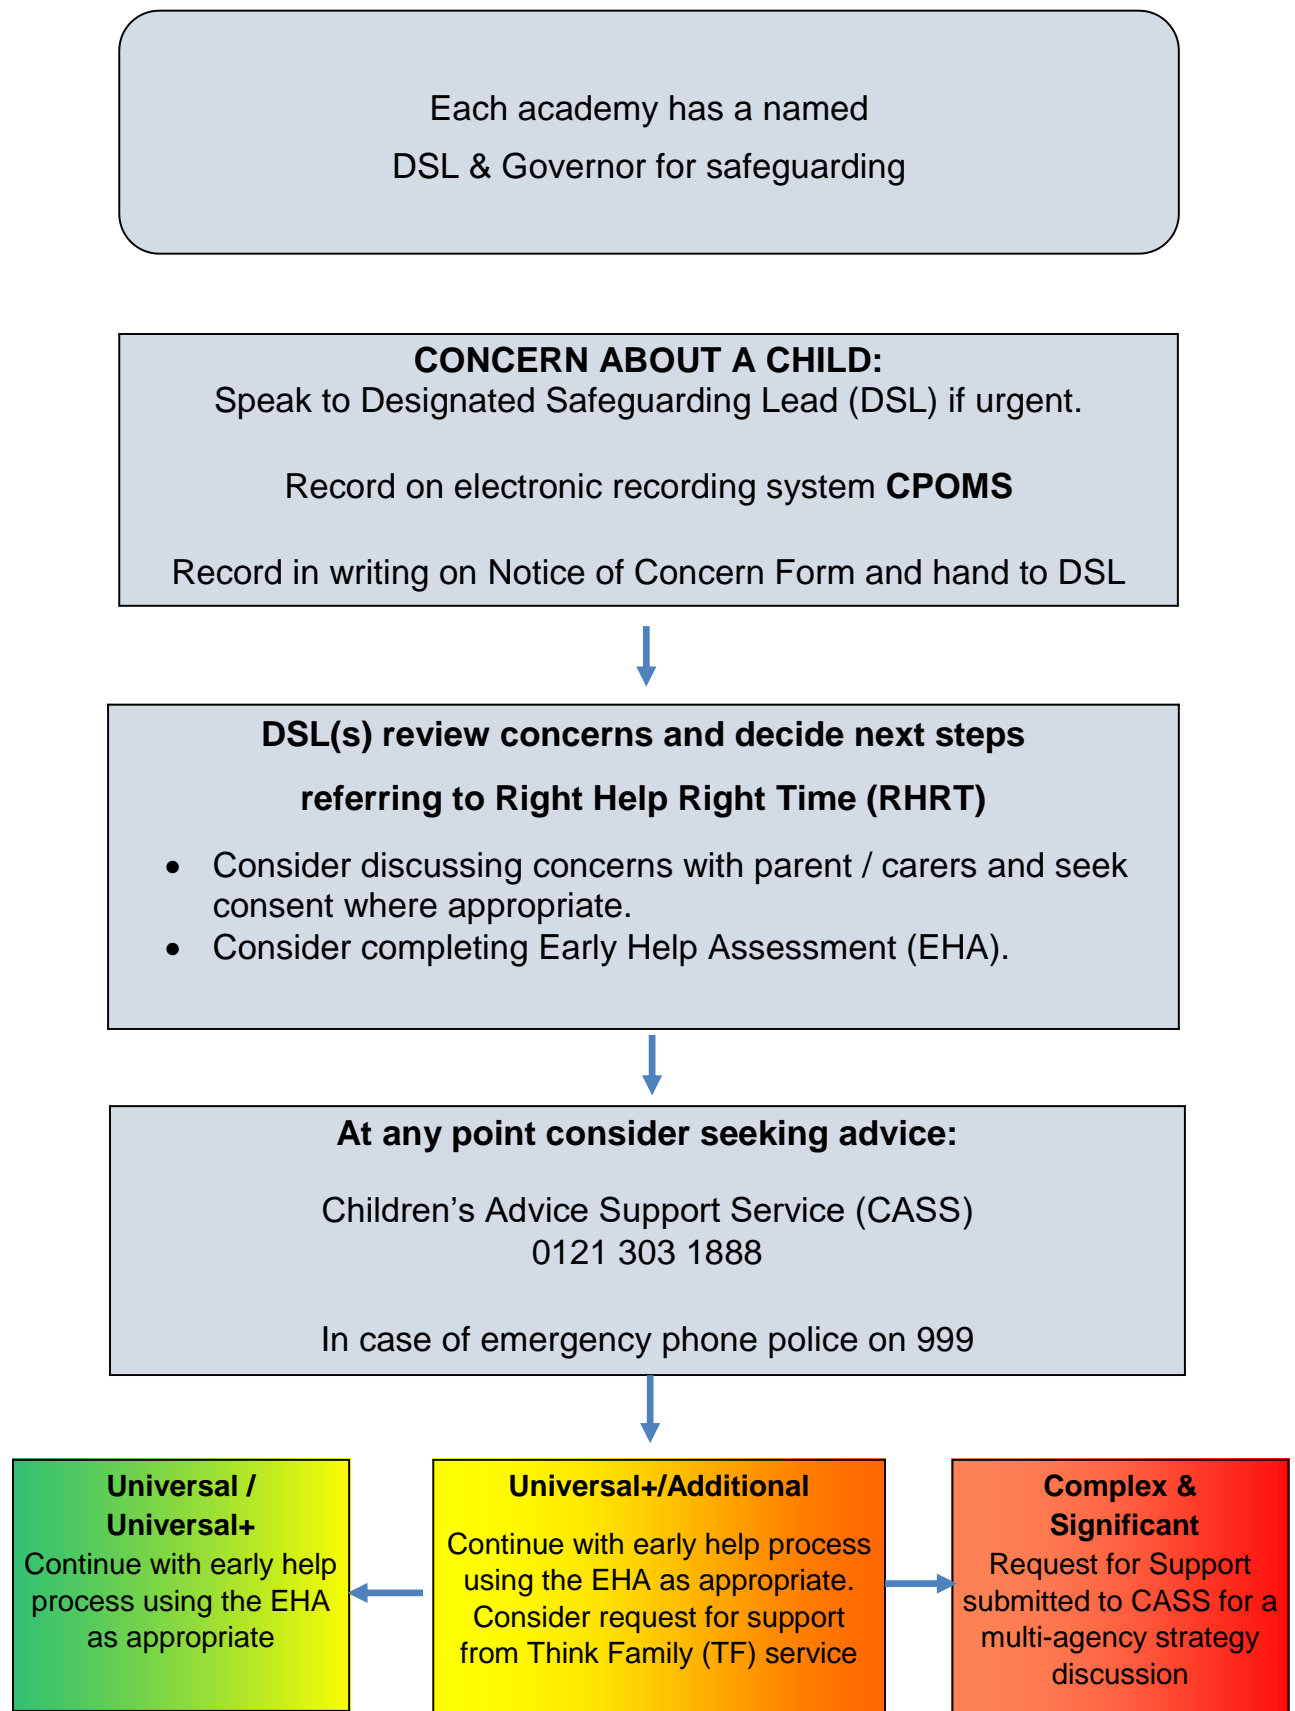 Each academy has a named
DSL & Governor for safeguarding
CONCERN ABOUT A CHILD:
Speak to Designated Safeguarding Lead (DSL) if urgent.
Record on electronic recording system CPOMS
Record in writing on Notice of Concern Form and hand to DSL
DSL(s) review concerns and decide next steps
referring to Right Help Right Time (RHRT)
• Consider discussing concerns with parent / carers and seek
consent where appropriate.
• Consider completing Early Help Assessment (EHA).
At any point consider seeking advice:
Children’s Advice Support Service (CASS)
0121 303 1888
In case of emergency phone police on 999
Universal /
Universal+
Continue with early help
process using the EHA
as appropriate
Universal+/Additional
Continue with early help process
using the EHA as appropriate.
Consider request for support
from Think Family (TF) service
Complex &
Significant
Request for Support
submitted to CASS for a
multi-agency strategy
discussion